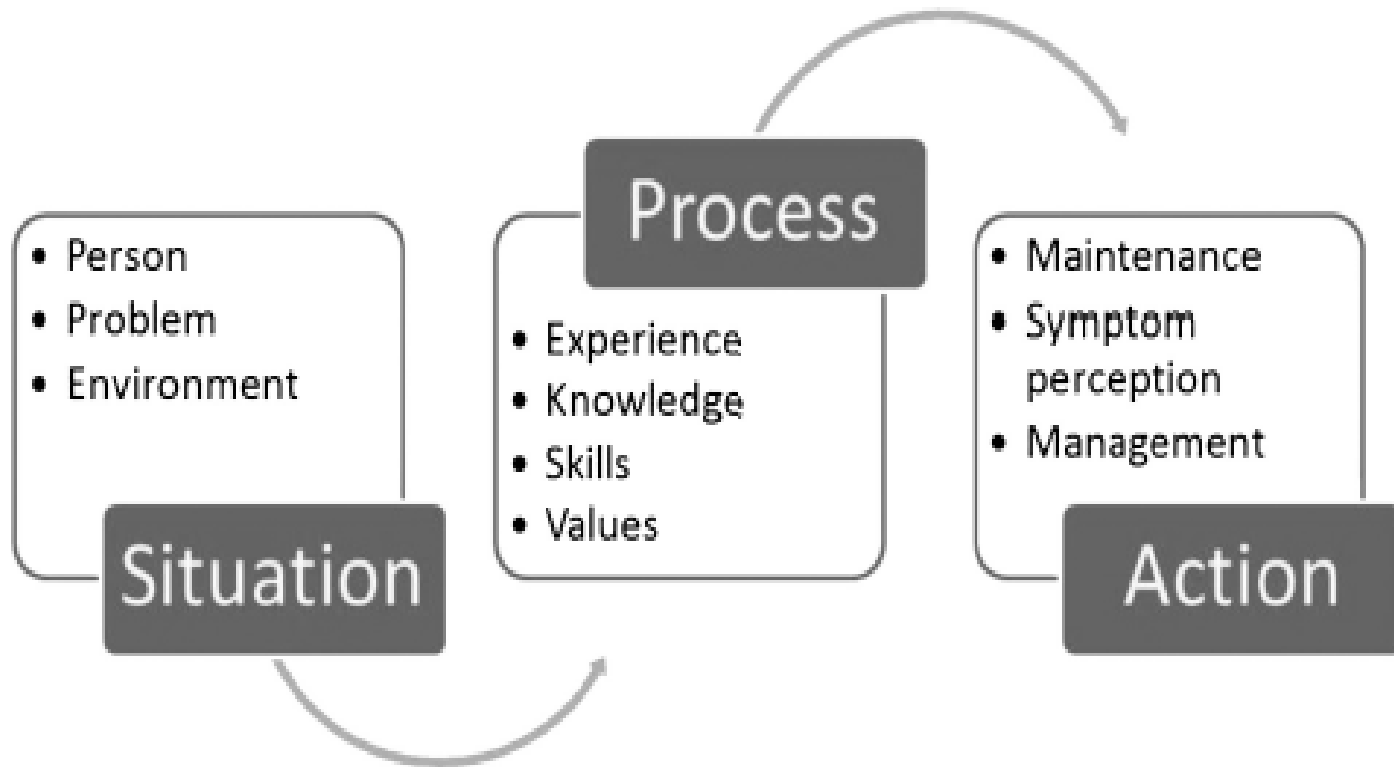 • Person
• Problem
• Environment
Situation
Process
• Experience
• Knowledge
• Skills
• Values
• Maintenance
• Symptom
perception
• Management
Action